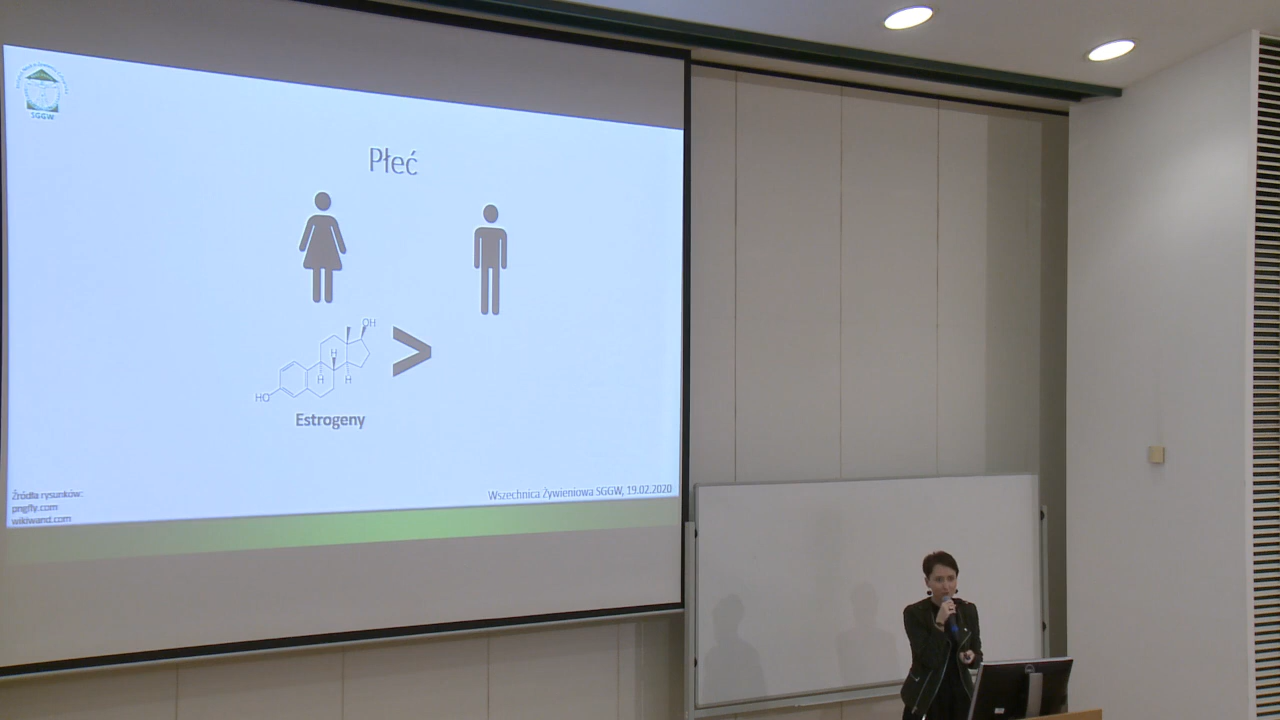 SGGW
Płeć
OH
H
H
H
HO
>
Estrogeny
Źródła rysunków:
pngfly.com
wikiwand.com
Wszechnica Żywieniowa SGGW, 19.02.2020